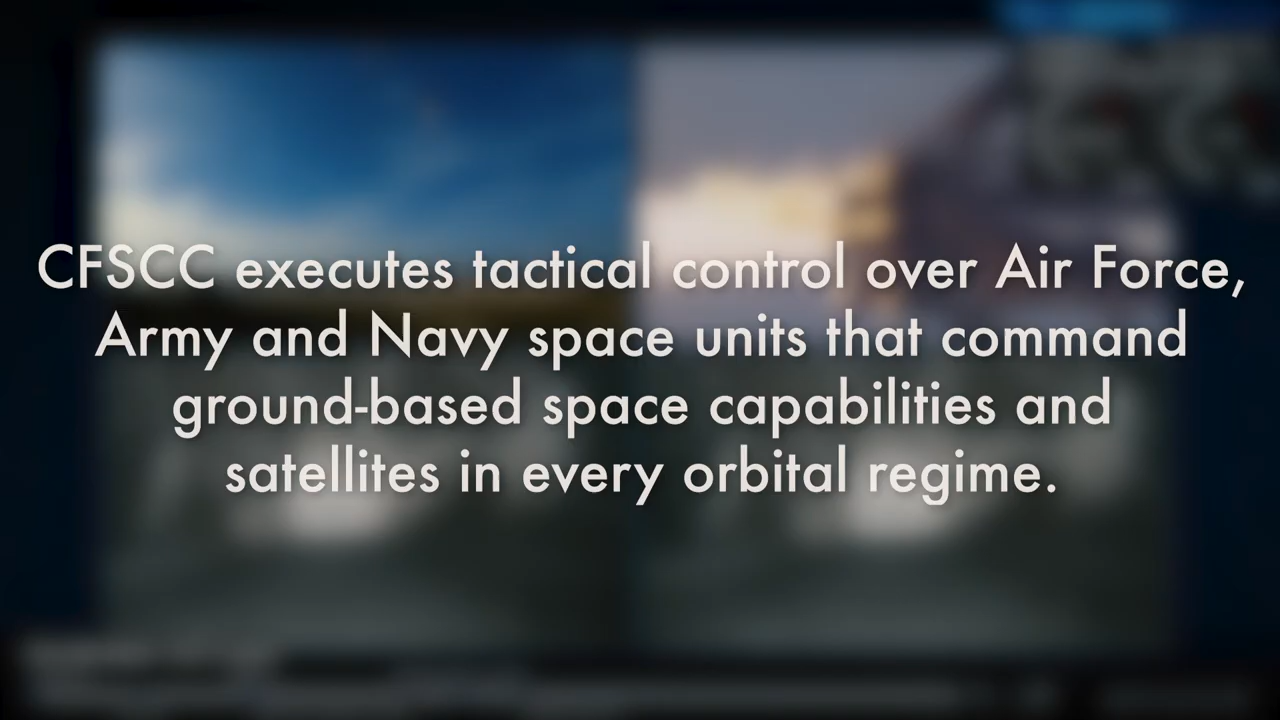 CFSCC executes tactical control over Air Force,
Army and Navy space units that command
ground-based space capabilities and
satellites in every orbital regime.